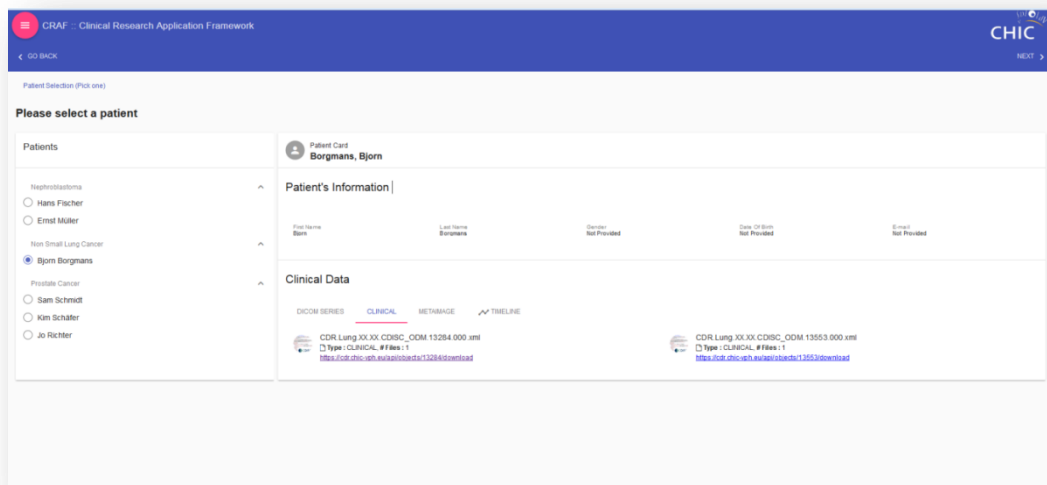 CRAF :: Clinical Research Application Framework
CHIC
GO BACK
NEXT
Patient Selection (Pick one)
Please select a patient
Patients
Nephroblastoma
Hans Fischer
Ernst Müller
Non Small Lung Cancer
Bjorn Borgmans
Prostate Cancer
Sam Schmidt
Kim Schäfer
Jo Richter
Patient Card
Borgmans, Bjorn
Patient's Information
First Name
Bjorn
Last Name
Borgmans
Gender
Not Provided
Date Of Birth
Not Provided
E-mail
Not Provided
Clinical Data
DICOM SERIES CLINICAL METAIMAGE TIMELINE
CDR.Lung.XX.XX.CDISC_ODM.13284.000.xml
Type : CLINICAL, # Files : 1
https://cdr.chic-vph.eu/api/objects/13284/download
CDR.Lung.XX.XX.CDISC_ODM.13553.000.xml
Type : CLINICAL, # Files : 1
https://cdr.chic-vph.eu/api/objects/13553/download